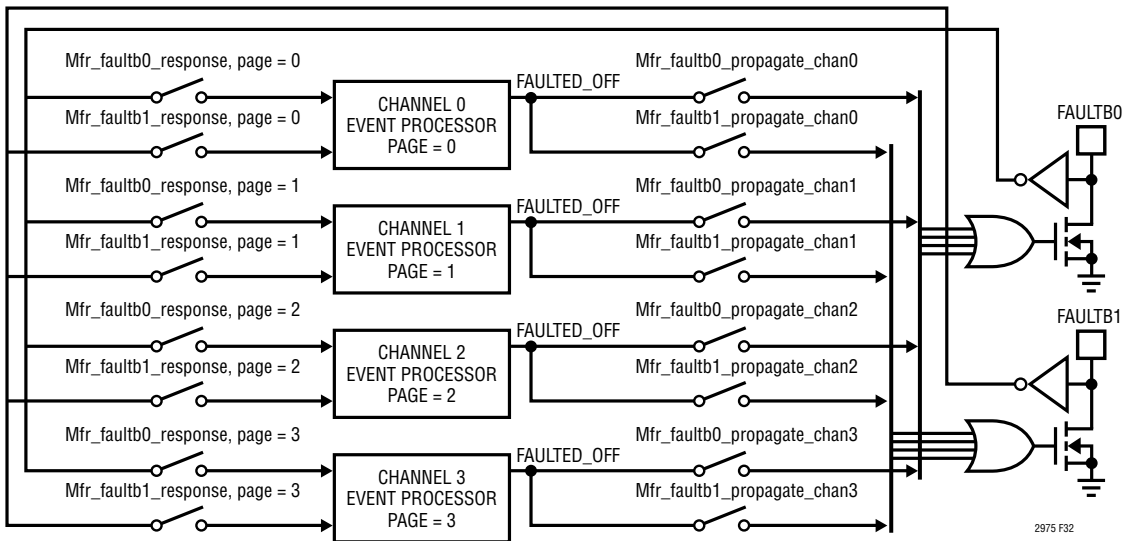 Mfr_faultb0_response, page = 0
Mfr_faultb1_response, page = 0
CHANNEL 0
EVENT PROCESSOR
PAGE = 0
FAULTED_OFF
Mfr_faultb0_propagate_chan0
Mfr_faultb1_propagate_chan0
FAULTB0
Mfr_faultb0_response, page = 1
Mfr_faultb1_response, page = 1
CHANNEL 1
EVENT PROCESSOR
PAGE = 1
FAULTED_OFF
Mfr_faultb0_propagate_chan1
Mfr_faultb1_propagate_chan1
Mfr_faultb0_response, page = 2
Mfr_faultb1_response, page = 2
CHANNEL 2
EVENT PROCESSOR
PAGE = 2
FAULTED_OFF
Mfr_faultb0_propagate_chan2
Mfr_faultb1_propagate_chan2
FAULTB1
Mfr_faultb0_response, page = 3
Mfr_faultb1_response, page = 3
CHANNEL 3
EVENT PROCESSOR
PAGE = 3
FAULTED_OFF
Mfr_faultb0_propagate_chan3
Mfr_faultb1_propagate_chan3
2975 F32